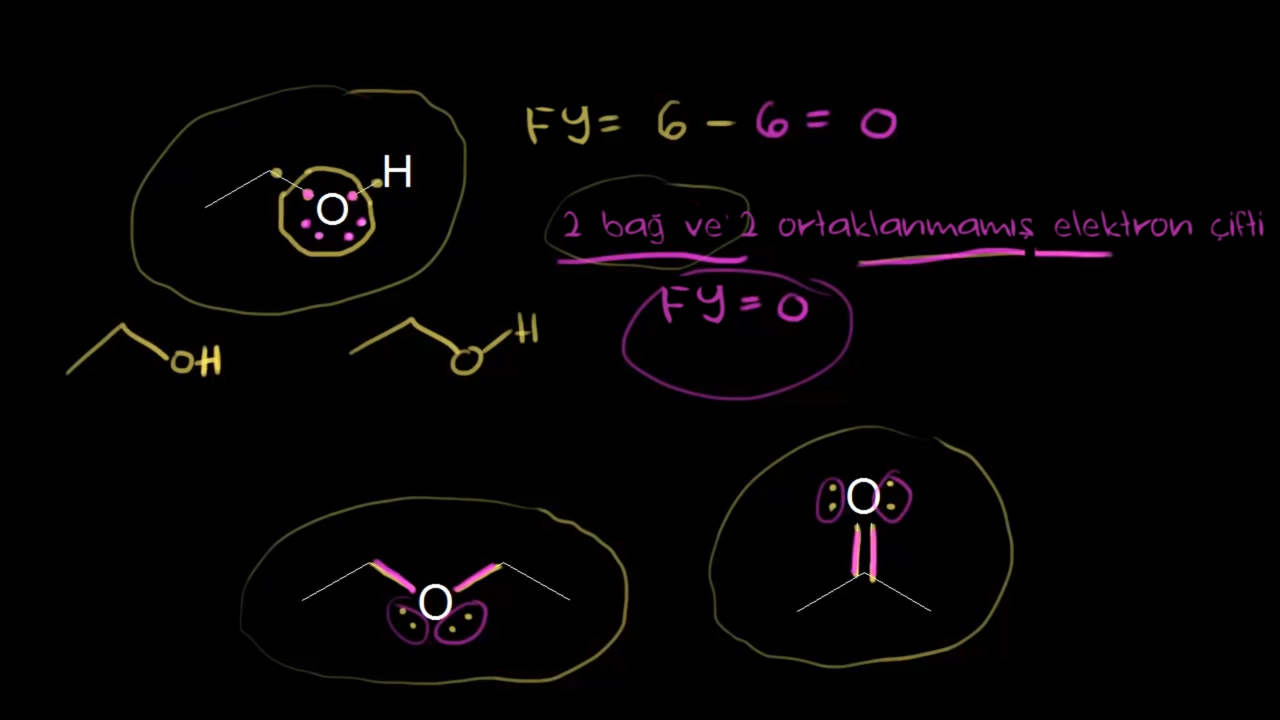 FY = 6 - 6 = 0
H
O
2 bağ ve 2 ortaklanmamış elektron çifti
FY = 0
OH
O H
O
O